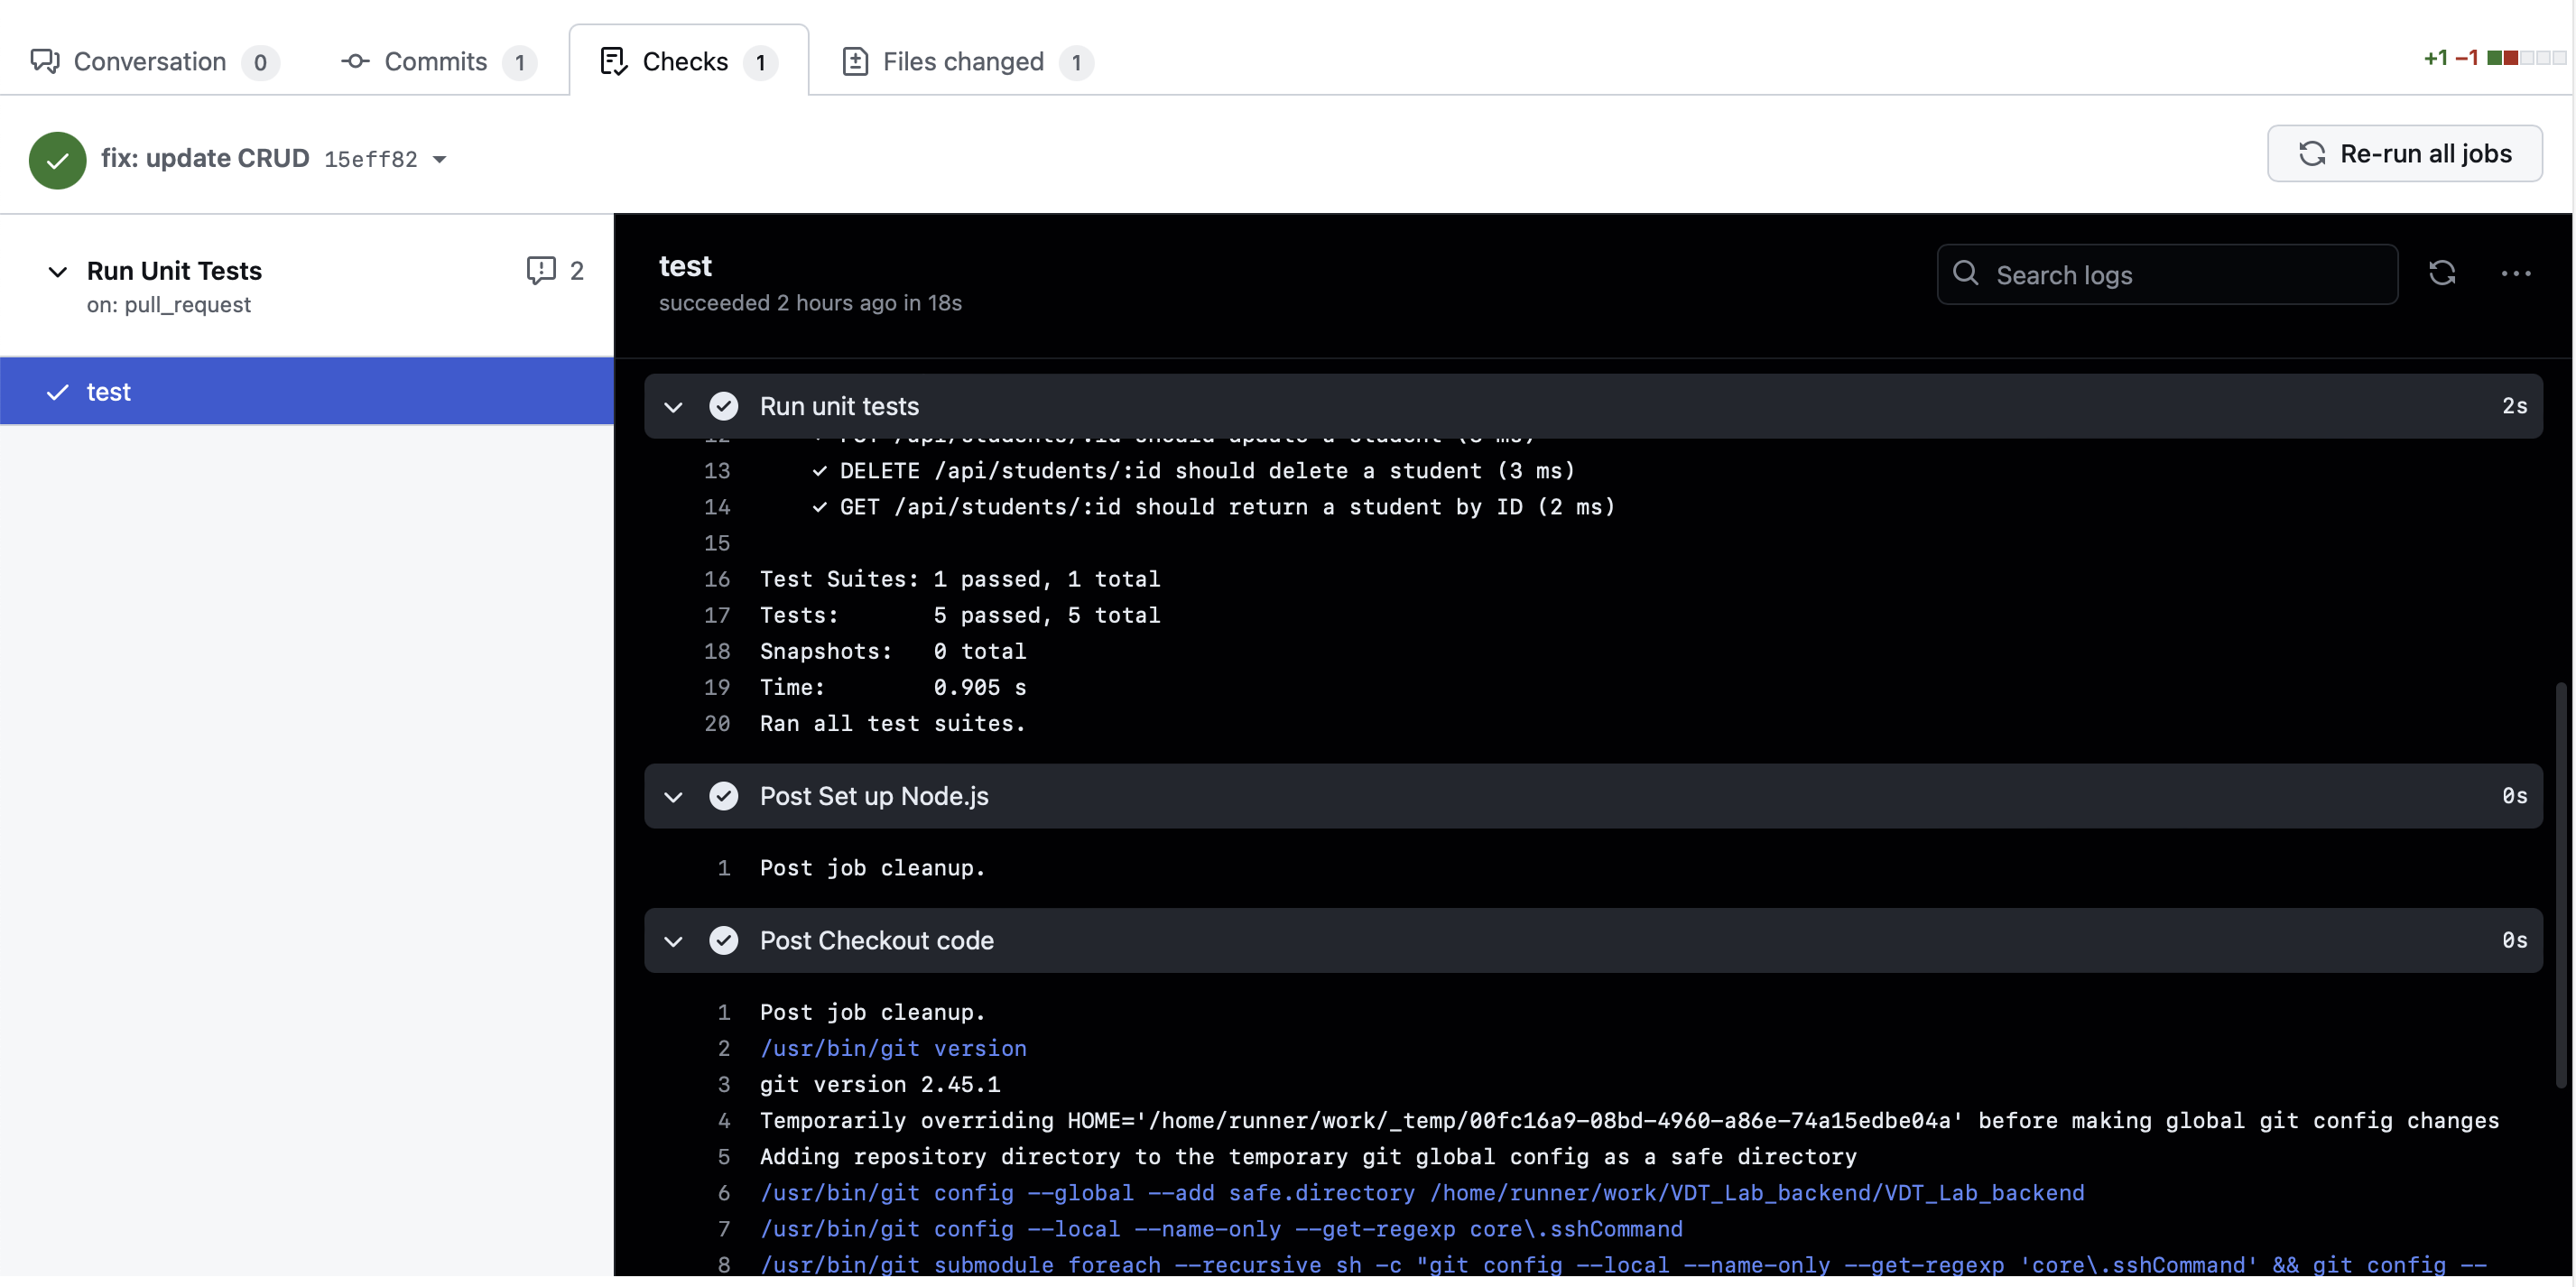 Conversation 0 Commits 1 Checks 1 Files changed 1 +1 −1
fix: update CRUD 15eff82 Re-run all jobs
Run Unit Tests 2
on: pull_request
test
test
succeeded 2 hours ago in 18s
Search logs
Run unit tests 2s
12 ✓ PUT /api/students/:id should update a student
13 ✓ DELETE /api/students/:id should delete a student (3 ms)
14 ✓ GET /api/students/:id should return a student by ID (2 ms)
15
16 Test Suites: 1 passed, 1 total
17 Tests: 5 passed, 5 total
18 Snapshots: 0 total
19 Time: 0.905 s
20 Ran all test suites.
Post Set up Node.js 0s
1 Post job cleanup.
Post Checkout code 0s
1 Post job cleanup.
2 /usr/bin/git version
3 git version 2.45.1
4 Temporarily overriding HOME='/home/runner/work/_temp/00fc16a9-08bd-4960-a86e-74a15edbe04a' before making global git config changes
5 Adding repository directory to the temporary git global config as a safe directory
6 /usr/bin/git config --global --add safe.directory /home/runner/work/VDT_Lab_backend/VDT_Lab_backend
7 /usr/bin/git config --local --name-only --get-regexp core\.sshCommand
8 /usr/bin/git submodule foreach --recursive sh -c "git config --local --name-only --get-regexp 'core\.sshCommand' && git config --